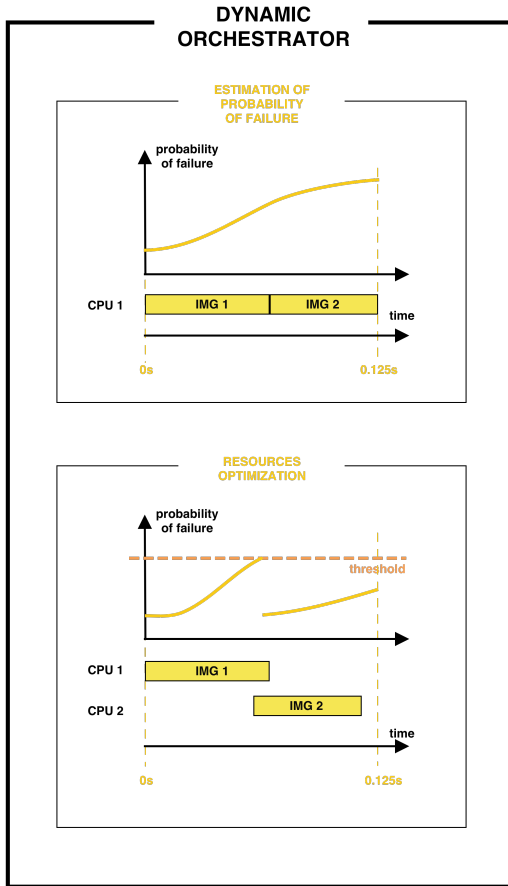 DYNAMIC
ORCHESTRATOR
ESTIMATION OF
PROBABILITY
OF FAILURE
probability
of failure
CPU 1
IMG 1
IMG 2
time
0s
0.125s
RESOURCES
OPTIMIZATION
probability
of failure
threshold
CPU 1
IMG 1
CPU 2
IMG 2
time
0s
0.125s